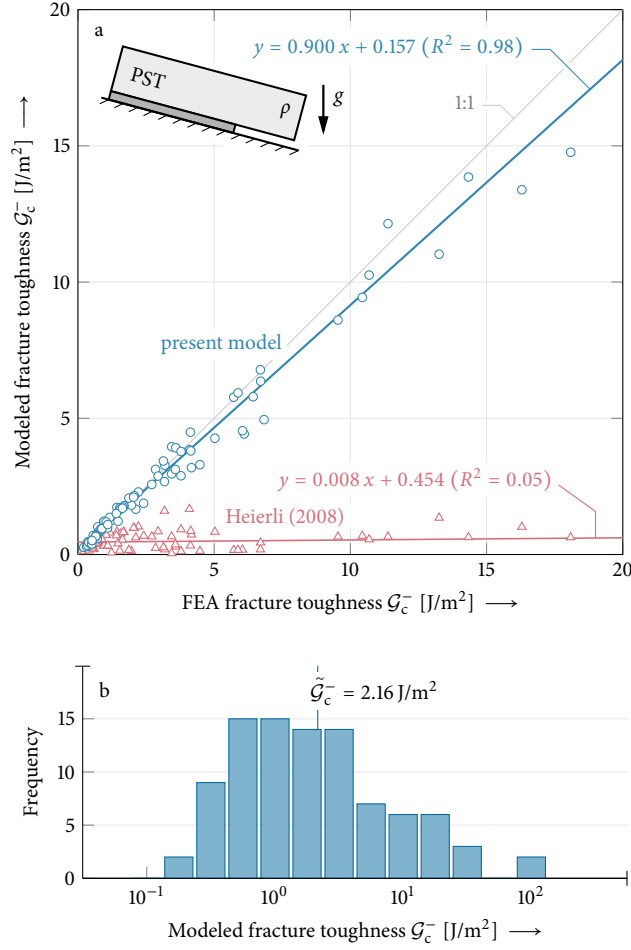 a
PST
ρ
g
y = 0.900 x + 0.157 (R² = 0.98)
1:1
present model
y = 0.008 x + 0.454 (R² = 0.05)
Heierli (2008)
20
15
10
5
0
Modeled fracture toughness 𝒢c⁻ [J/m²] ⟶
0 5 10 15 20
FEA fracture toughness 𝒢c⁻ [J/m²] ⟶
b
𝒢̃c⁻ = 2.16 J/m²
15
10
5
0
Frequency
10⁻¹ 10⁰ 10¹ 10²
Modeled fracture toughness 𝒢c⁻ [J/m²] ⟶